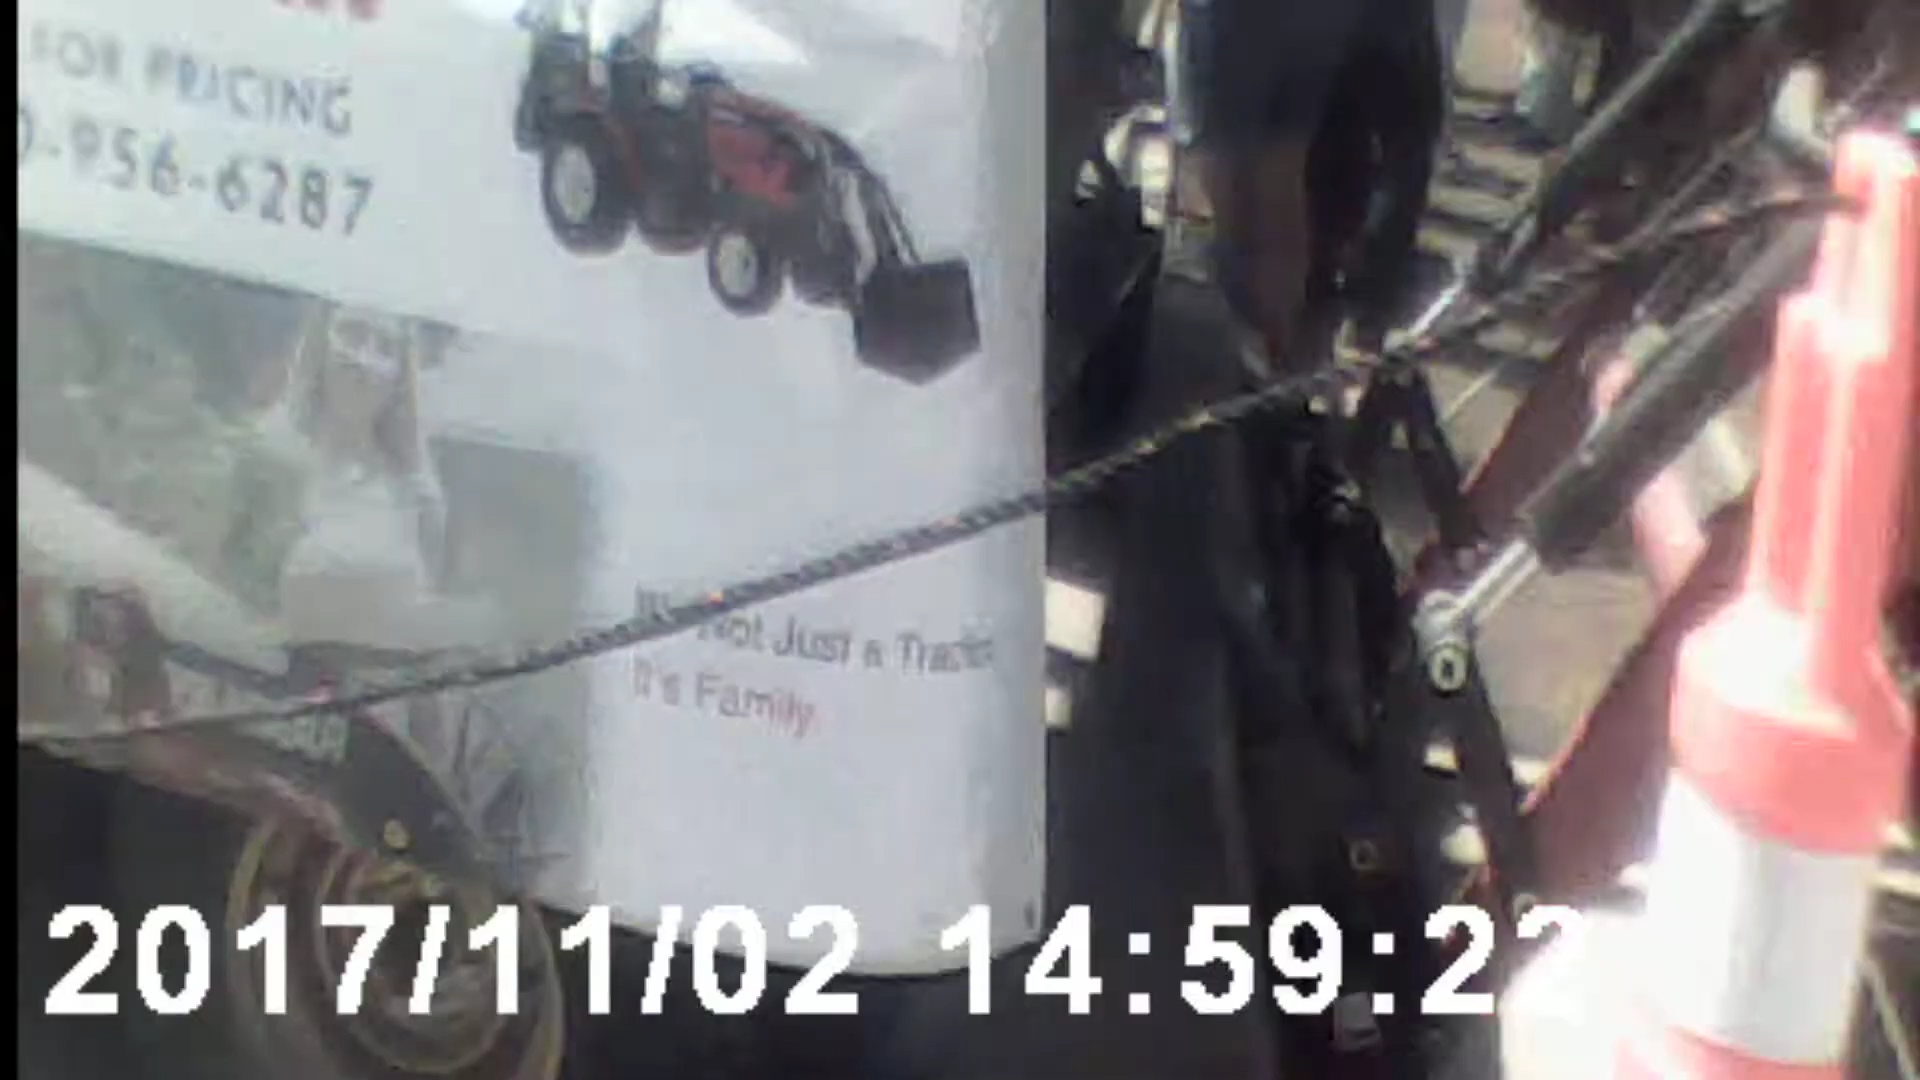 FOR PRICING
-956-6287
Not Just a Tractor
It's Family
2017/11/02 14:59:22